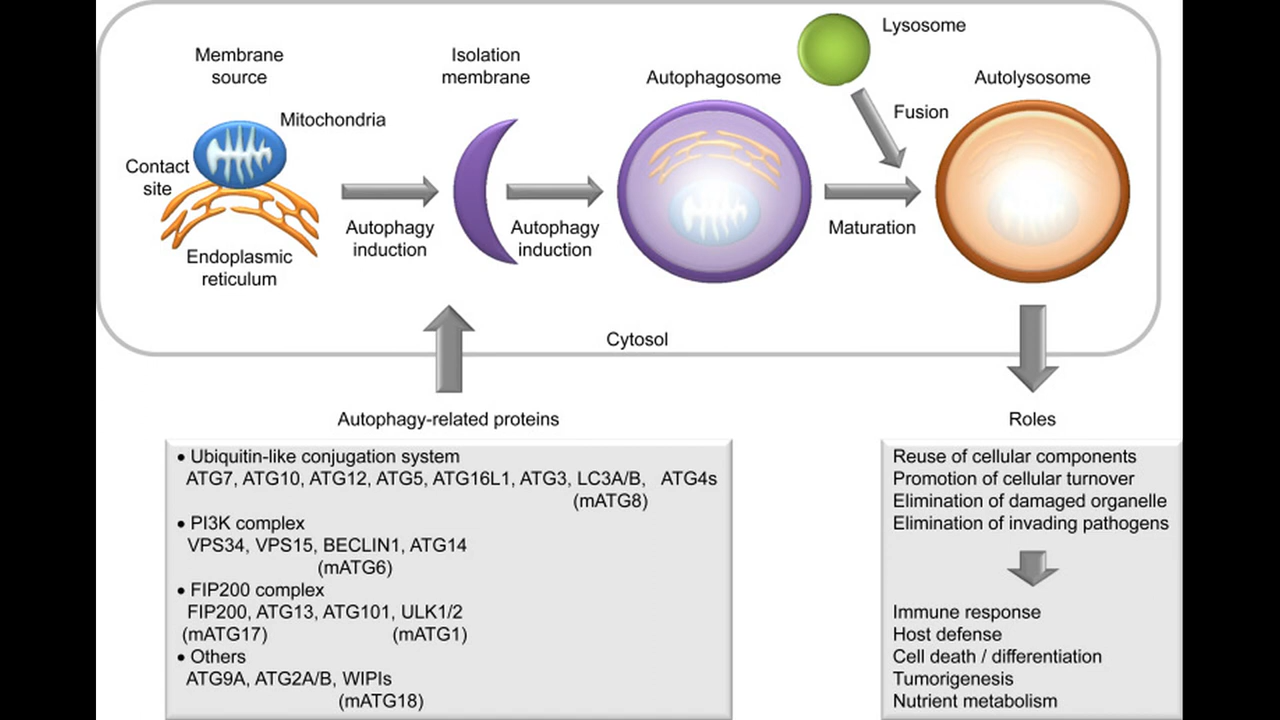 Membrane
source
Mitochondria
Contact
site
Endoplasmic
reticulum
Autophagy
induction
Isolation
membrane
Autophagy
induction
Autophagosome
Lysosome
Fusion
Maturation
Autolysosome
Cytosol
Autophagy-related proteins
• Ubiquitin-like conjugation system
ATG7, ATG10, ATG12, ATG5, ATG16L1, ATG3, LC3A/B, ATG4s
(mATG8)
• PI3K complex
VPS34, VPS15, BECLIN1, ATG14
(mATG6)
• FIP200 complex
FIP200, ATG13, ATG101, ULK1/2
(mATG17) (mATG1)
• Others
ATG9A, ATG2A/B, WIPIs
(mATG18)
Roles
Reuse of cellular components
Promotion of cellular turnover
Elimination of damaged organelle
Elimination of invading pathogens
Immune response
Host defense
Cell death / differentiation
Tumorigenesis
Nutrient metabolism